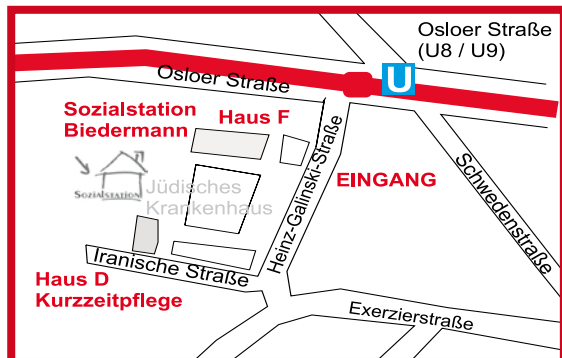 Osloer Straße
(U8 / U9)
U
Osloer Straße
Sozialstation
Biedermann
Haus F
SOZIALSTATION
Jüdisches
Krankenhaus
Heinz-Galinski-Straße
EINGANG
Schwedenstraße
Iranische Straße
Haus D
Kurzzeitpflege
Exerzierstraße